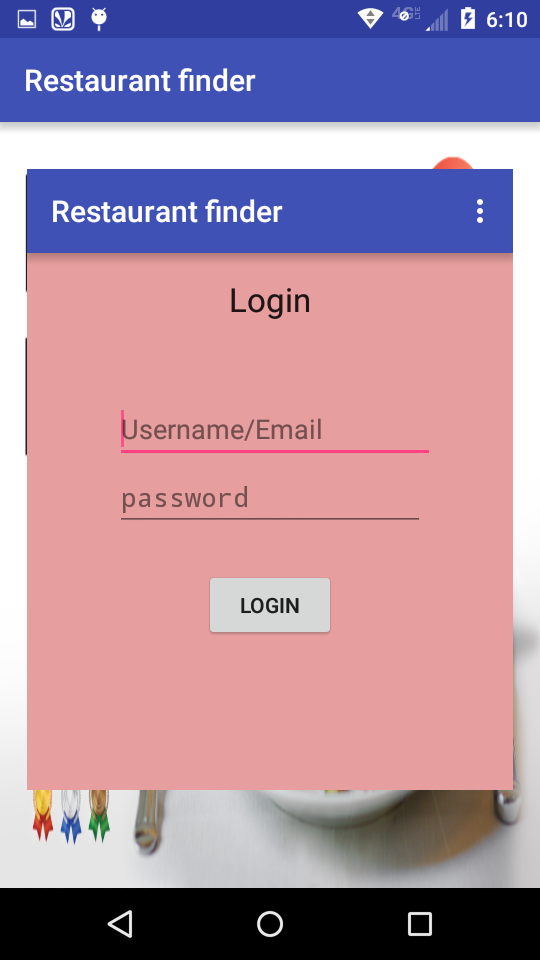 6:10
Restaurant finder
Restaurant finder
Login
Username/Email
password
LOGIN